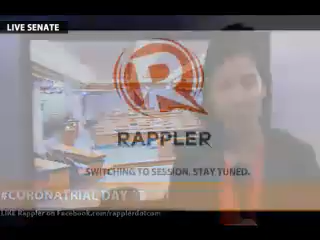 LIVE SENATE
R
RAPPLER
SWITCHING TO SESSION. STAY TUNED.
#CORONATRIAL DAY
LIKE Rappler on Facebook.com/rapplerdotcom